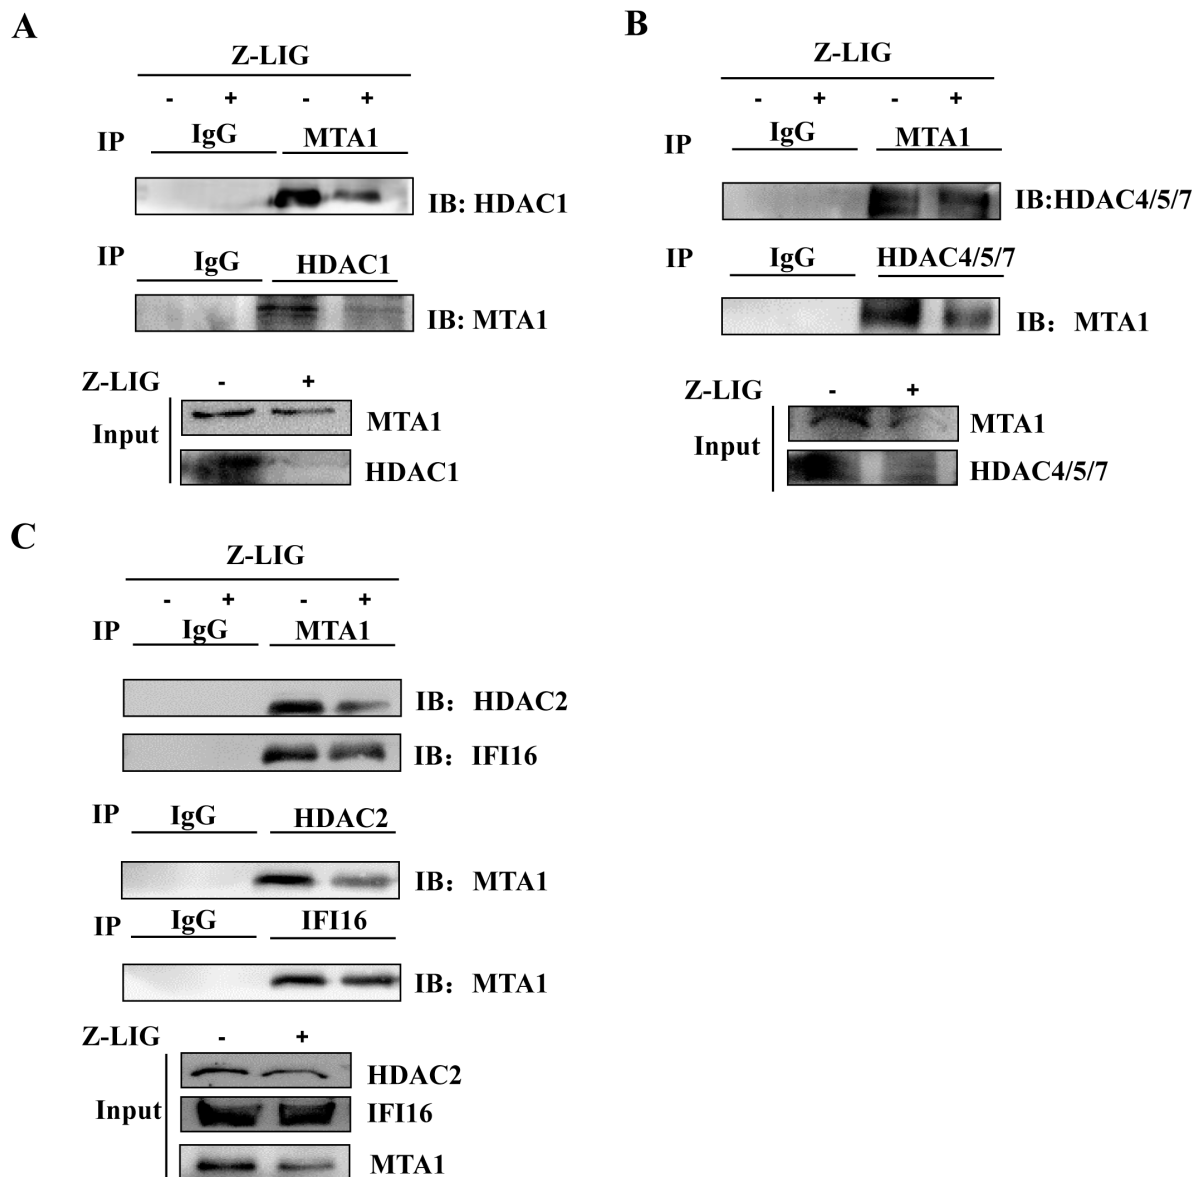 A
Z-LIG
- + - +
IP IgG MTA1
IB: HDAC1
IP IgG HDAC1
IB: MTA1
Z-LIG - +
Input
MTA1
HDAC1
B
Z-LIG
- + - +
IP IgG MTA1
IB:HDAC4/5/7
IP IgG HDAC4/5/7
IB: MTA1
Z-LIG - +
Input
MTA1
HDAC4/5/7
C
Z-LIG
- + - +
IP IgG MTA1
IB: HDAC2
IB: IFI16
IP IgG HDAC2
IB: MTA1
IP IgG IFI16
IB: MTA1
Z-LIG - +
HDAC2
Input IFI16
MTA1